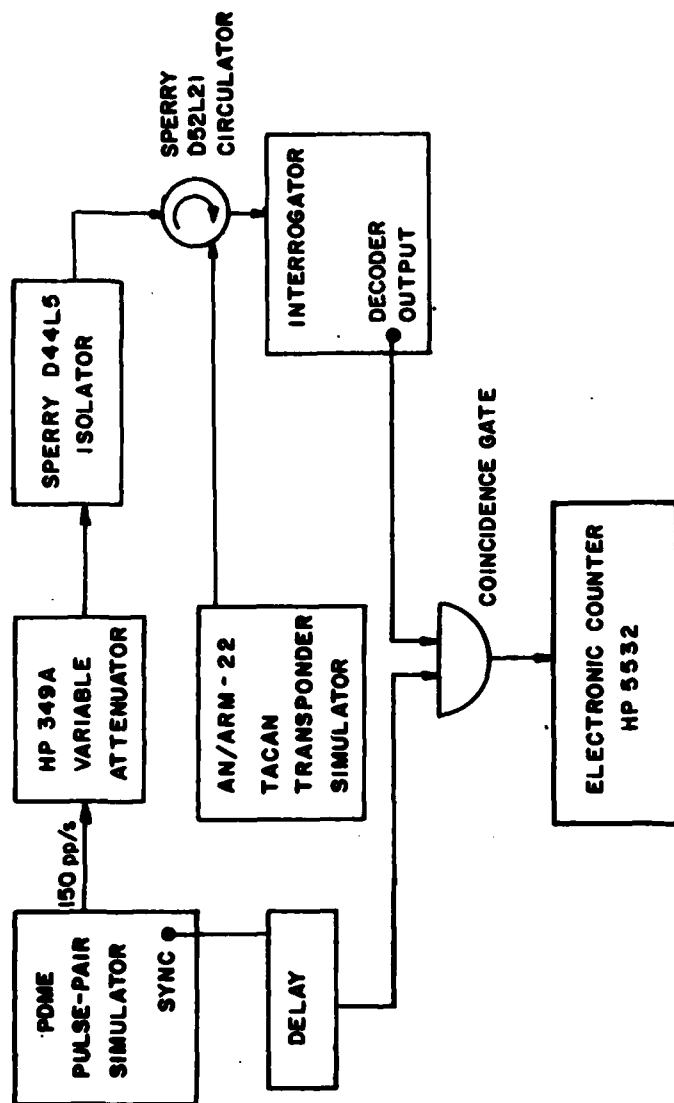 PDME
PULSE-PAIR
SIMULATOR
SYNC
150 pp/s
HP 349A
VARIABLE
ATTENUATOR
SPERRY D44L5
ISOLATOR
SPERRY
D52L21
CIRCULATOR
DELAY
AN/ARM-22
TACAN
TRANSPONDER
SIMULATOR
INTERROGATOR
DECODER
OUTPUT
COINCIDENCE GATE
ELECTRONIC COUNTER
HP 5532